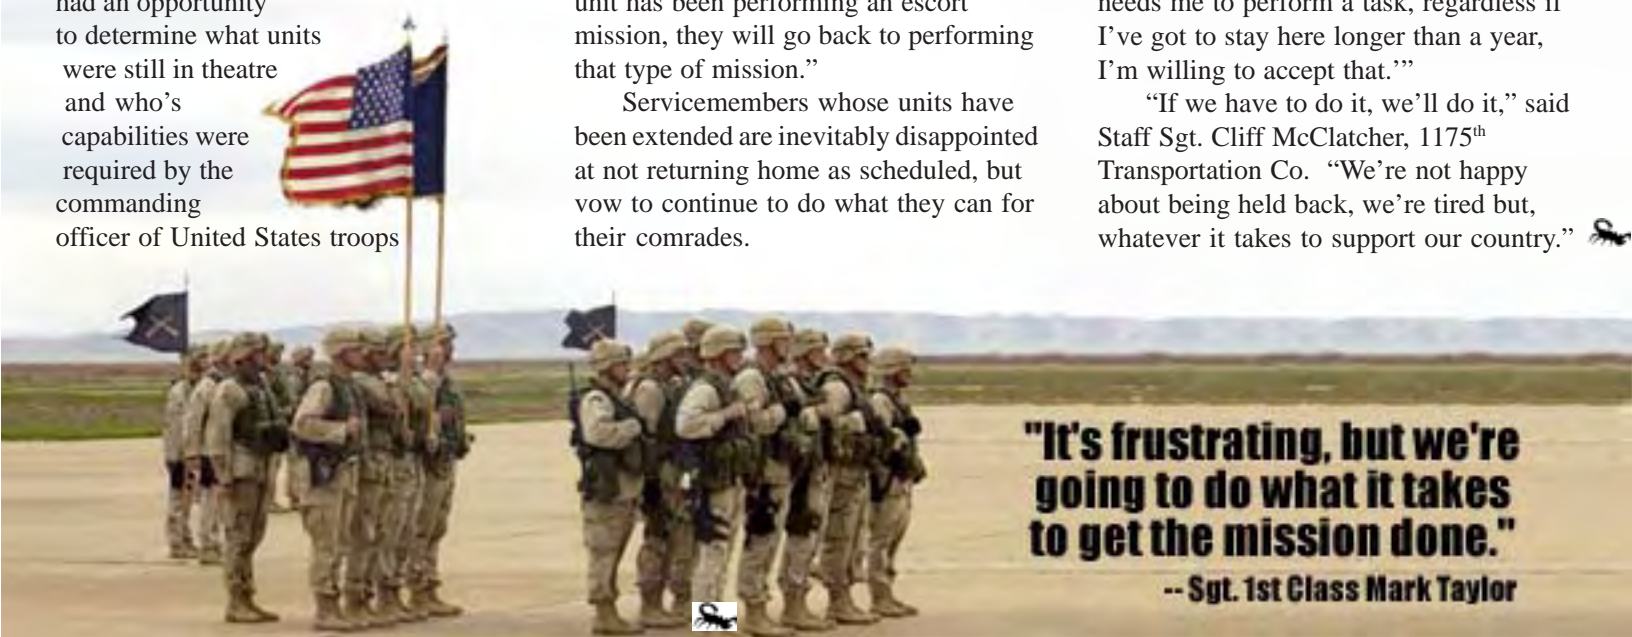 had an opportunity
to determine what units
were still in theatre
and who's
capabilities were
required by the
commanding
officer of United States troops
unit has been performing an escort
mission, they will go back to performing
that type of mission.”
Servicemembers whose units have
been extended are inevitably disappointed
at not returning home as scheduled, but
vow to continue to do what they can for
their comrades.
needs me to perform a task, regardless if
I’ve got to stay here longer than a year,
I’m willing to accept that.’”
“If we have to do it, we’ll do it,” said
Staff Sgt. Cliff McClatcher, 1175th
Transportation Co. “We’re not happy
about being held back, we’re tired but,
whatever it takes to support our country.”
"It's frustrating, but we're
going to do what it takes
to get the mission done."
-- Sgt. 1st Class Mark Taylor